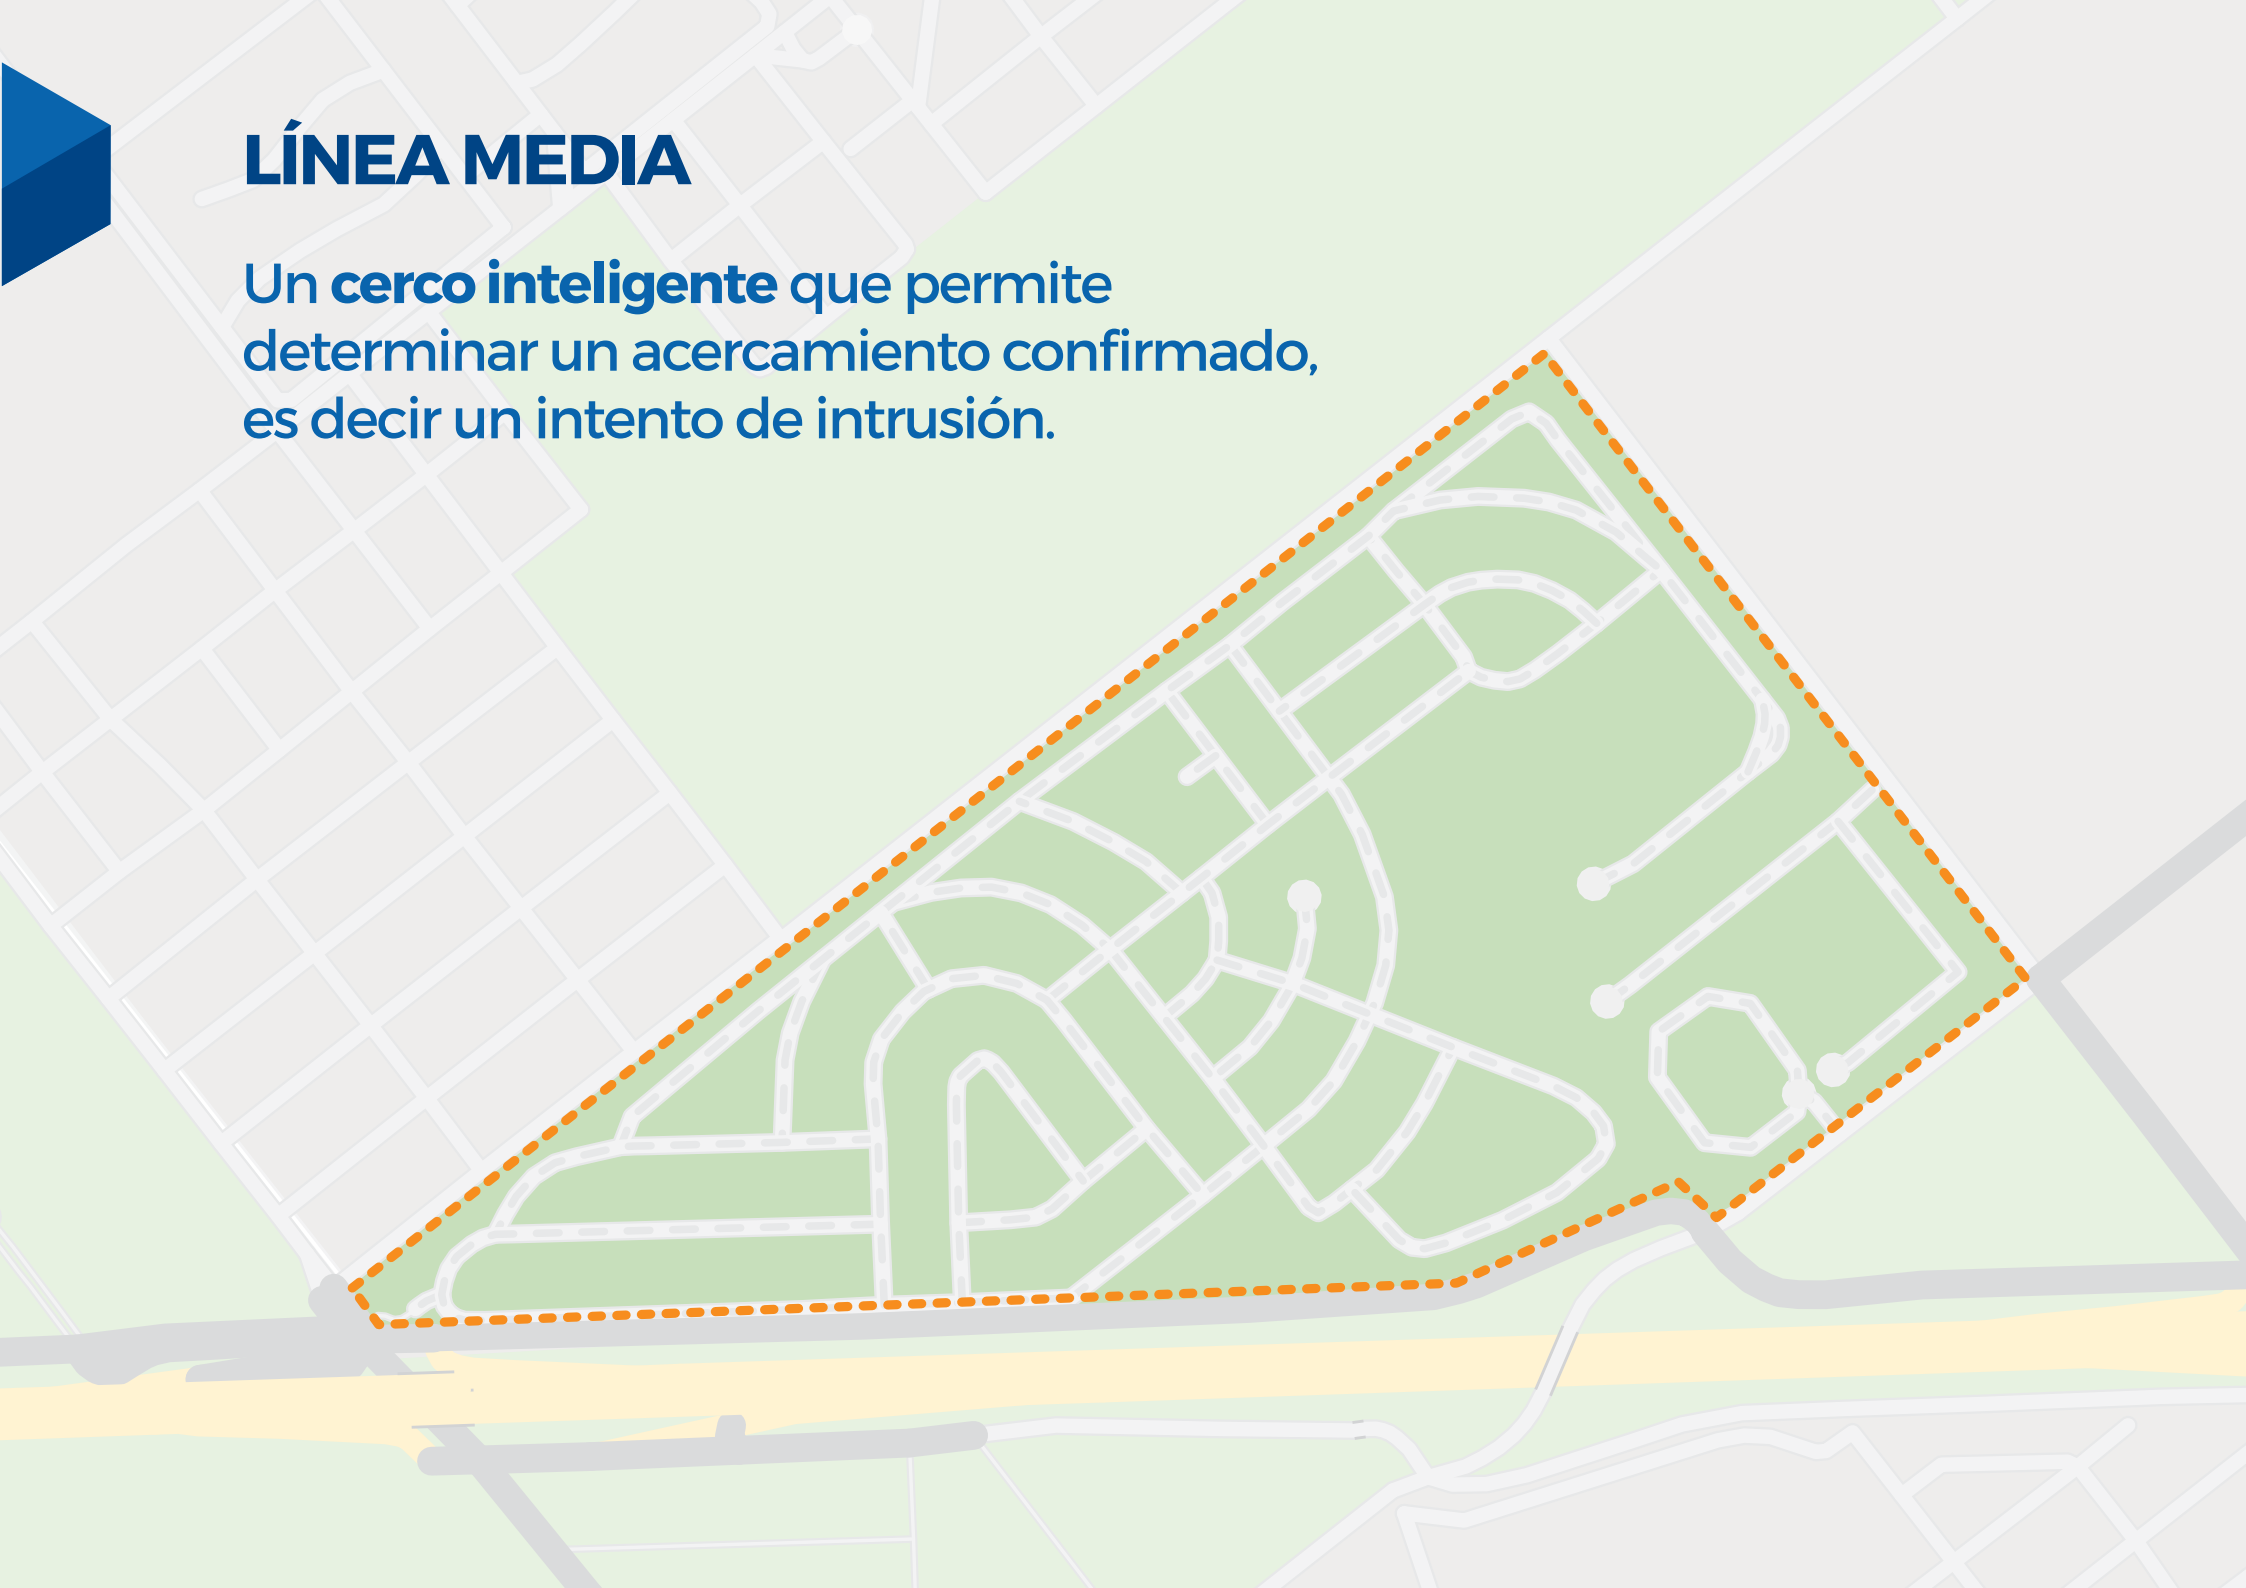 LÍNEA MEDIA
Un cerco inteligente que permite
determinar un acercamiento confirmado,
es decir un intento de intrusión.